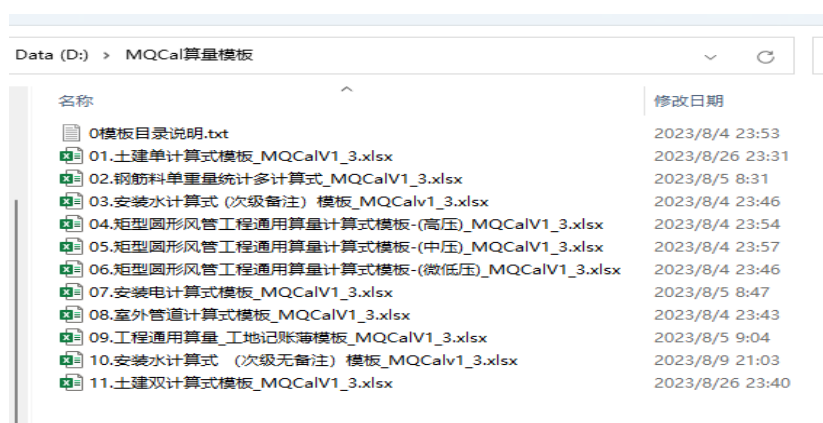 Data (D:) > MQCal算量模板
名称 修改日期
0模板目录说明.txt 2023/8/4 23:53
01.土建单计算式模板_MQCalV1_3.xlsx 2023/8/26 23:31
02.钢筋料单重量统计多计算式_MQCalV1_3.xlsx 2023/8/5 8:31
03.安装水计算式 (次级备注）模板_MQCalv1_3.xlsx 2023/8/4 23:46
04.矩型圆形风管工程通用算量计算式模板-(高压)_MQCalV1_3.xlsx 2023/8/4 23:54
05.矩型圆形风管工程通用算量计算式模板-(中压)_MQCalV1_3.xlsx 2023/8/4 23:57
06.矩型圆形风管工程通用算量计算式模板-(微低压)_MQCalV1_3.xlsx 2023/8/4 23:46
07.安装电计算式模板_MQCalV1_3.xlsx 2023/8/5 8:47
08.室外管道计算式模板_MQCalV1_3.xlsx 2023/8/4 23:43
09.工程通用算量_工地记账薄模板_MQCalV1_3.xlsx 2023/8/5 9:04
10.安装水计算式 （次级无备注）模板_MQCalv1_3.xlsx 2023/8/9 21:03
11.土建双计算式模板_MQCalV1_3.xlsx 2023/8/26 23:40